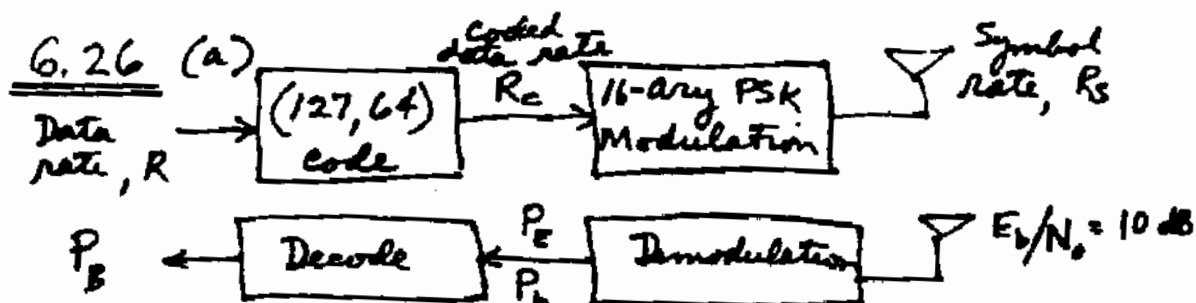 6.26 (a)
Data rate, R
(127,64) code
coded data rate Rc
16-Ary PSK Modulation
Symbol rate, Rs
PB
Decode
PE
Pb
Demodulation
Eb/No = 10 dB